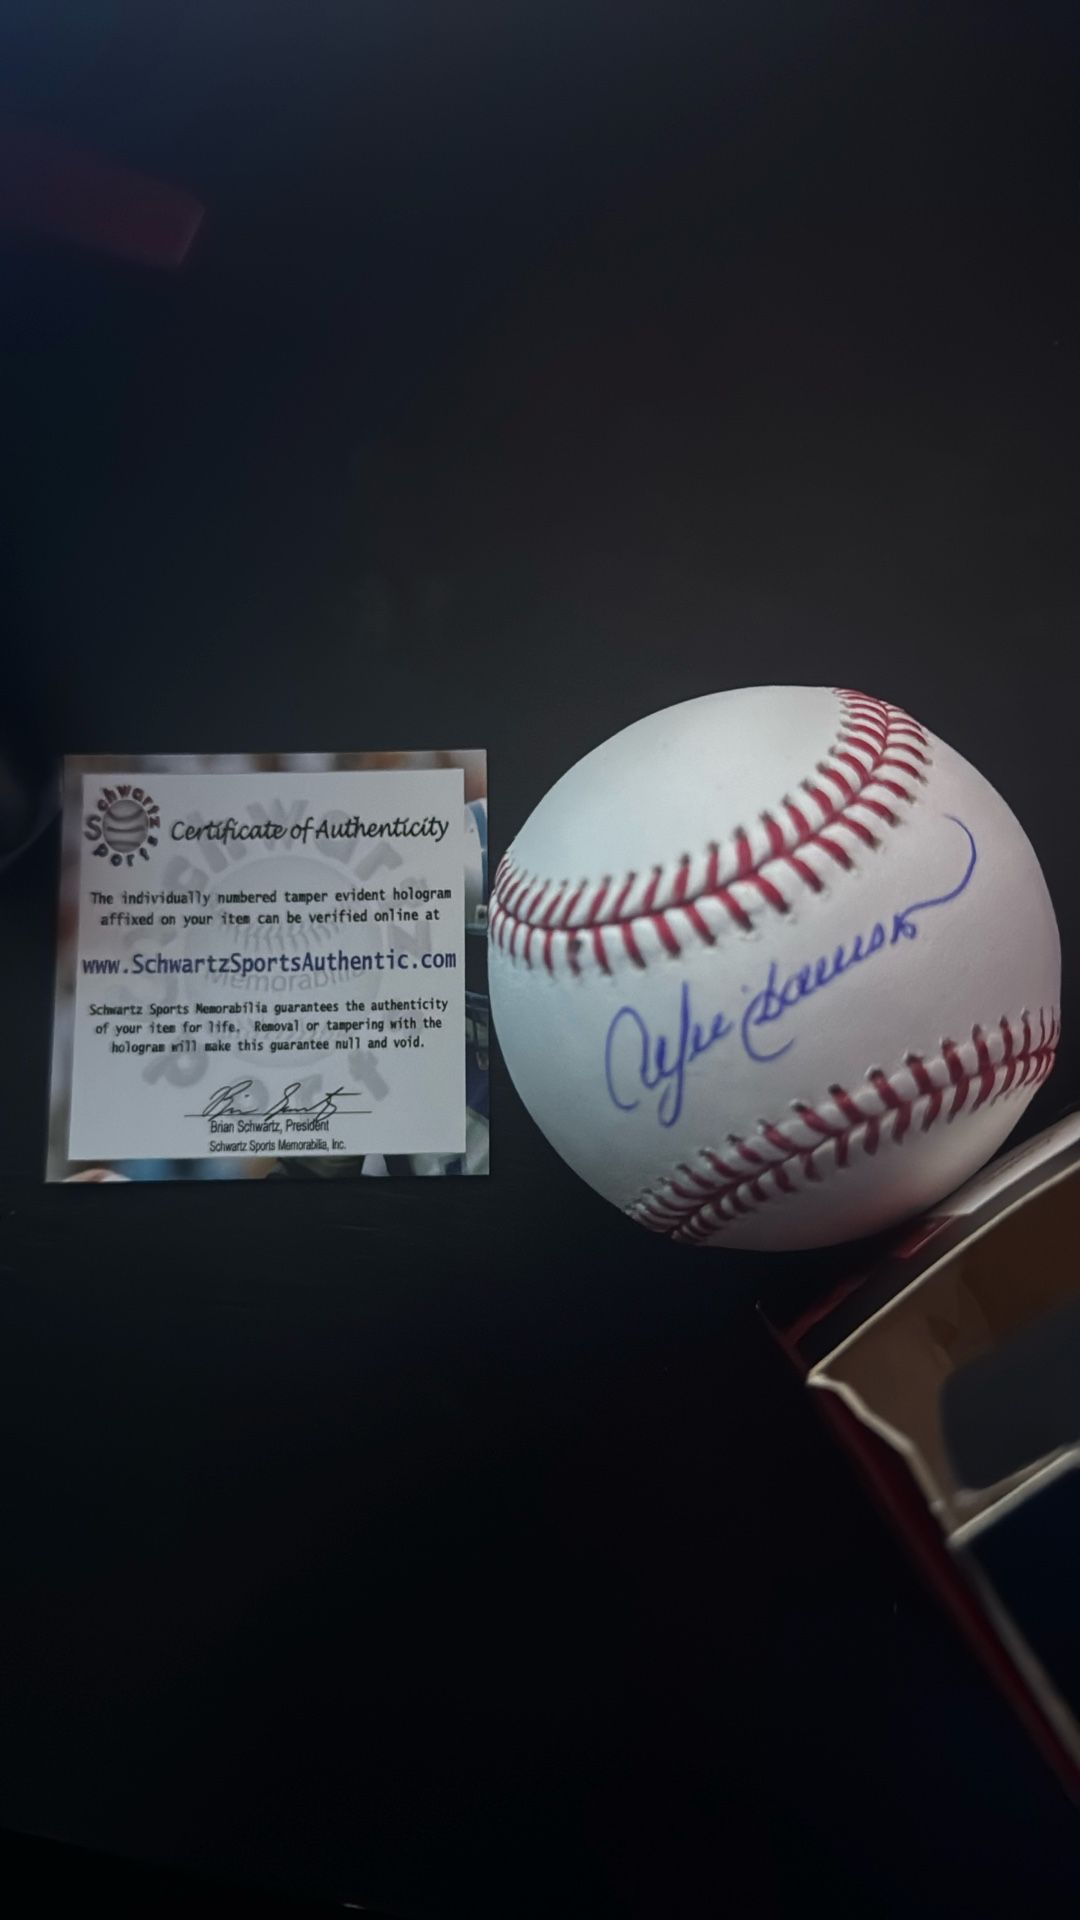 Schwartz Sports
Certificate of Authenticity
The individually numbered tamper evident hologram
affixed on your item can be verified online at
www.SchwartzSportsAuthentic.com
Schwartz Sports Memorabilia guarantees the authenticity
of your item for life. Removal or tampering with the
hologram will make this guarantee null and void.
Brian Schwartz, President
Schwartz Sports Memorabilia, Inc.
Andre Dawson